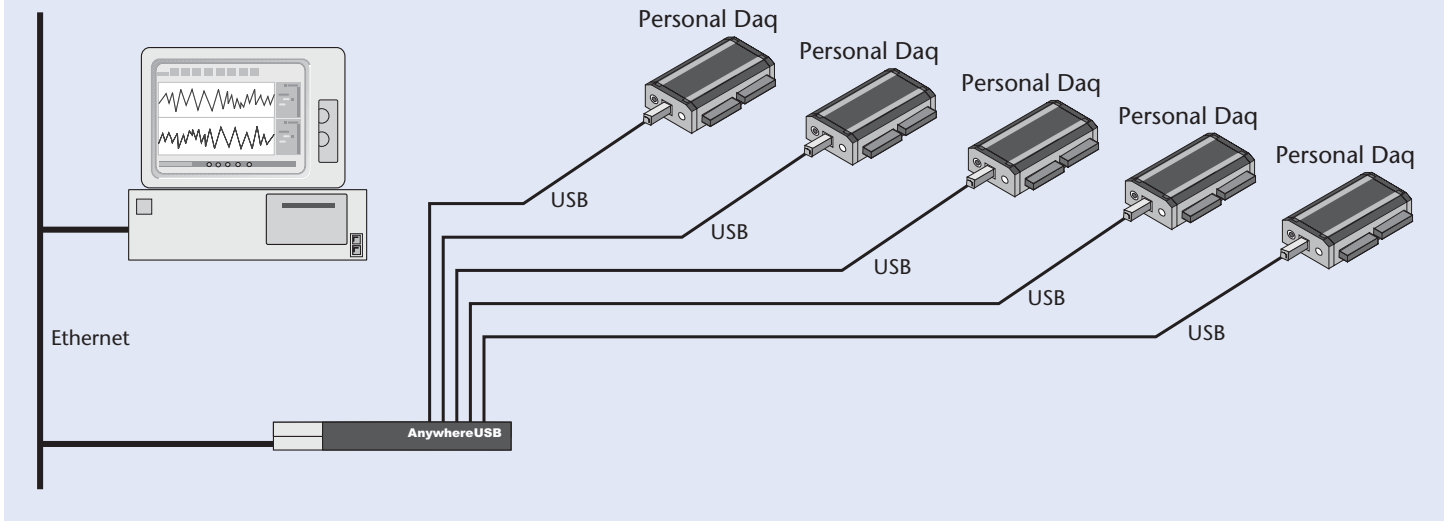 Personal Daq
Personal Daq
Personal Daq
Personal Daq
Personal Daq
USB
USB
USB
USB
USB
Ethernet
AnywhereUSB